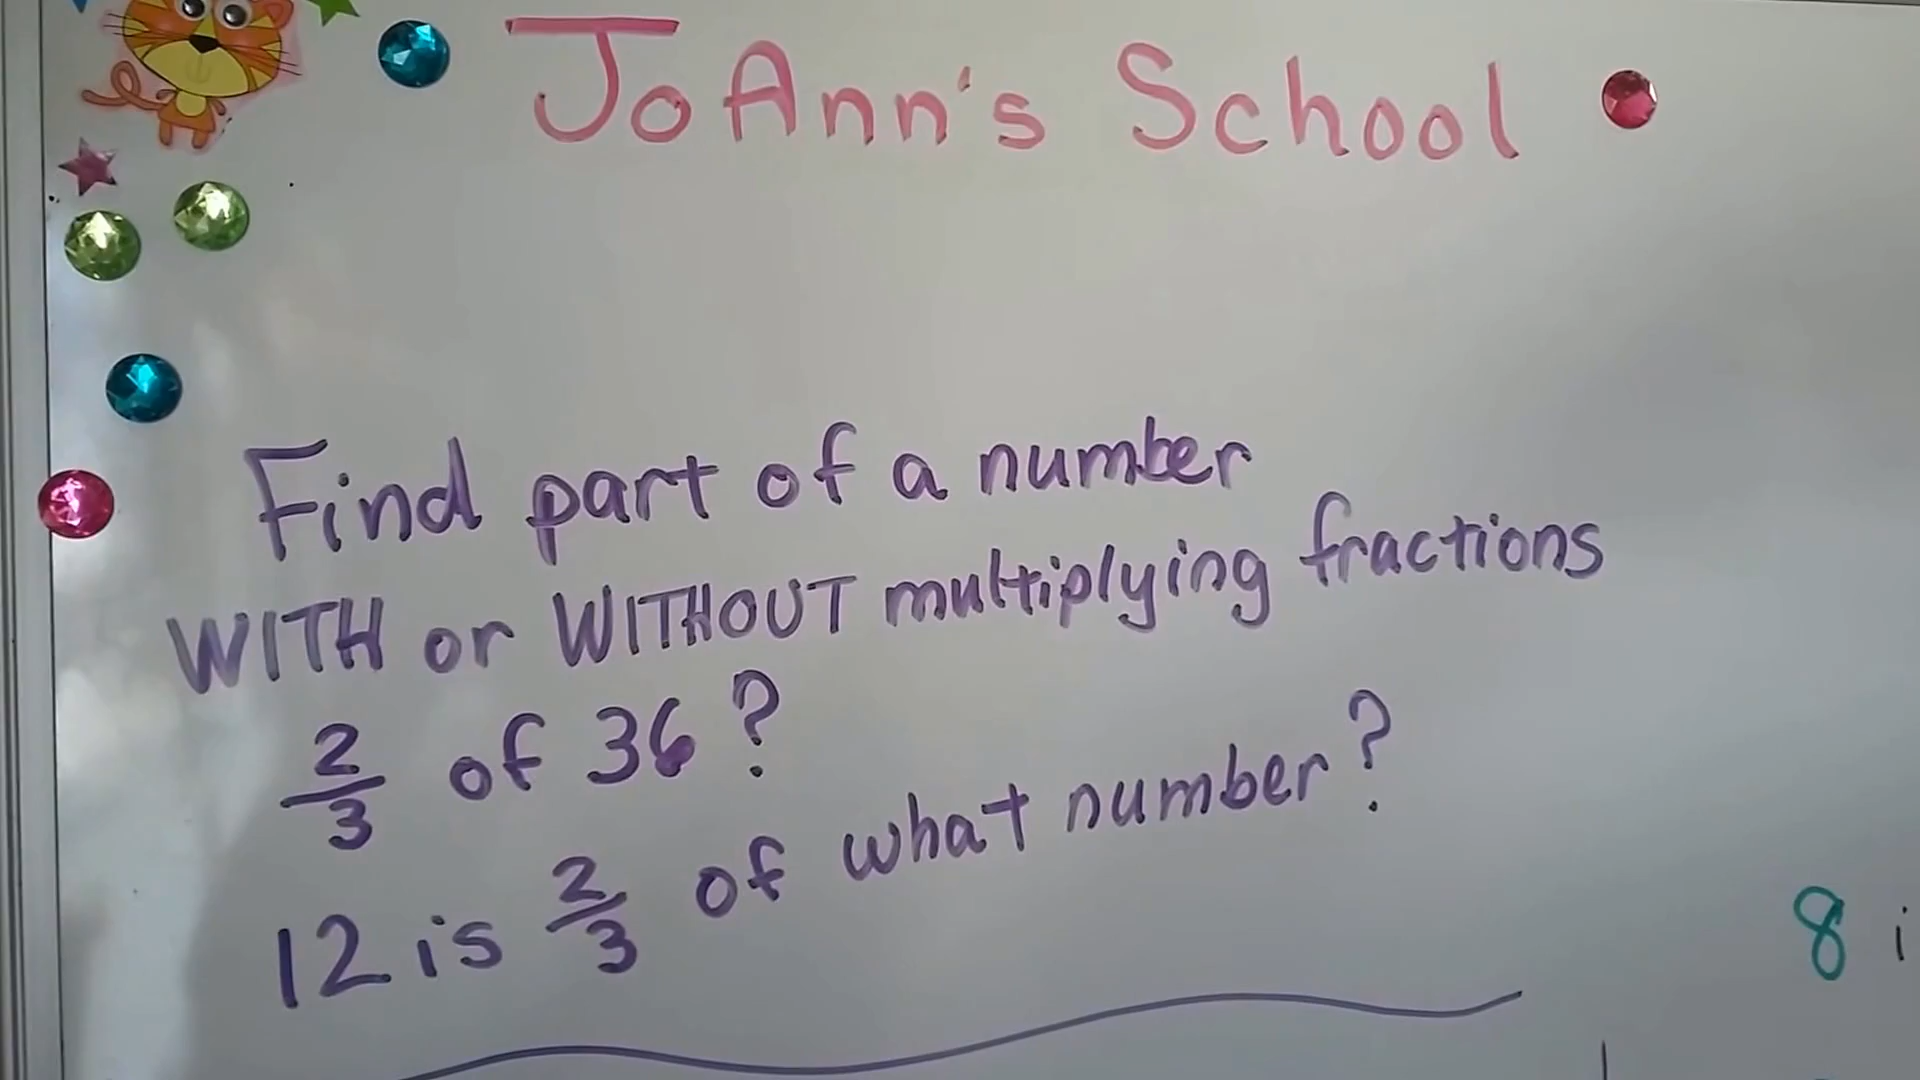 JoAnn's School
Find part of a number
WITH or WITHOUT multiplying fractions
2/3 of 36?
12 is 2/3 of what number?
8 i